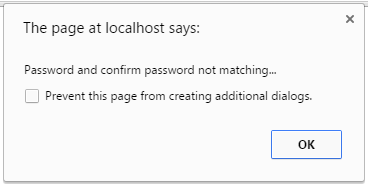 The page at localhost says:
Password and confirm password not matching...
Prevent this page from creating additional dialogs.
OK